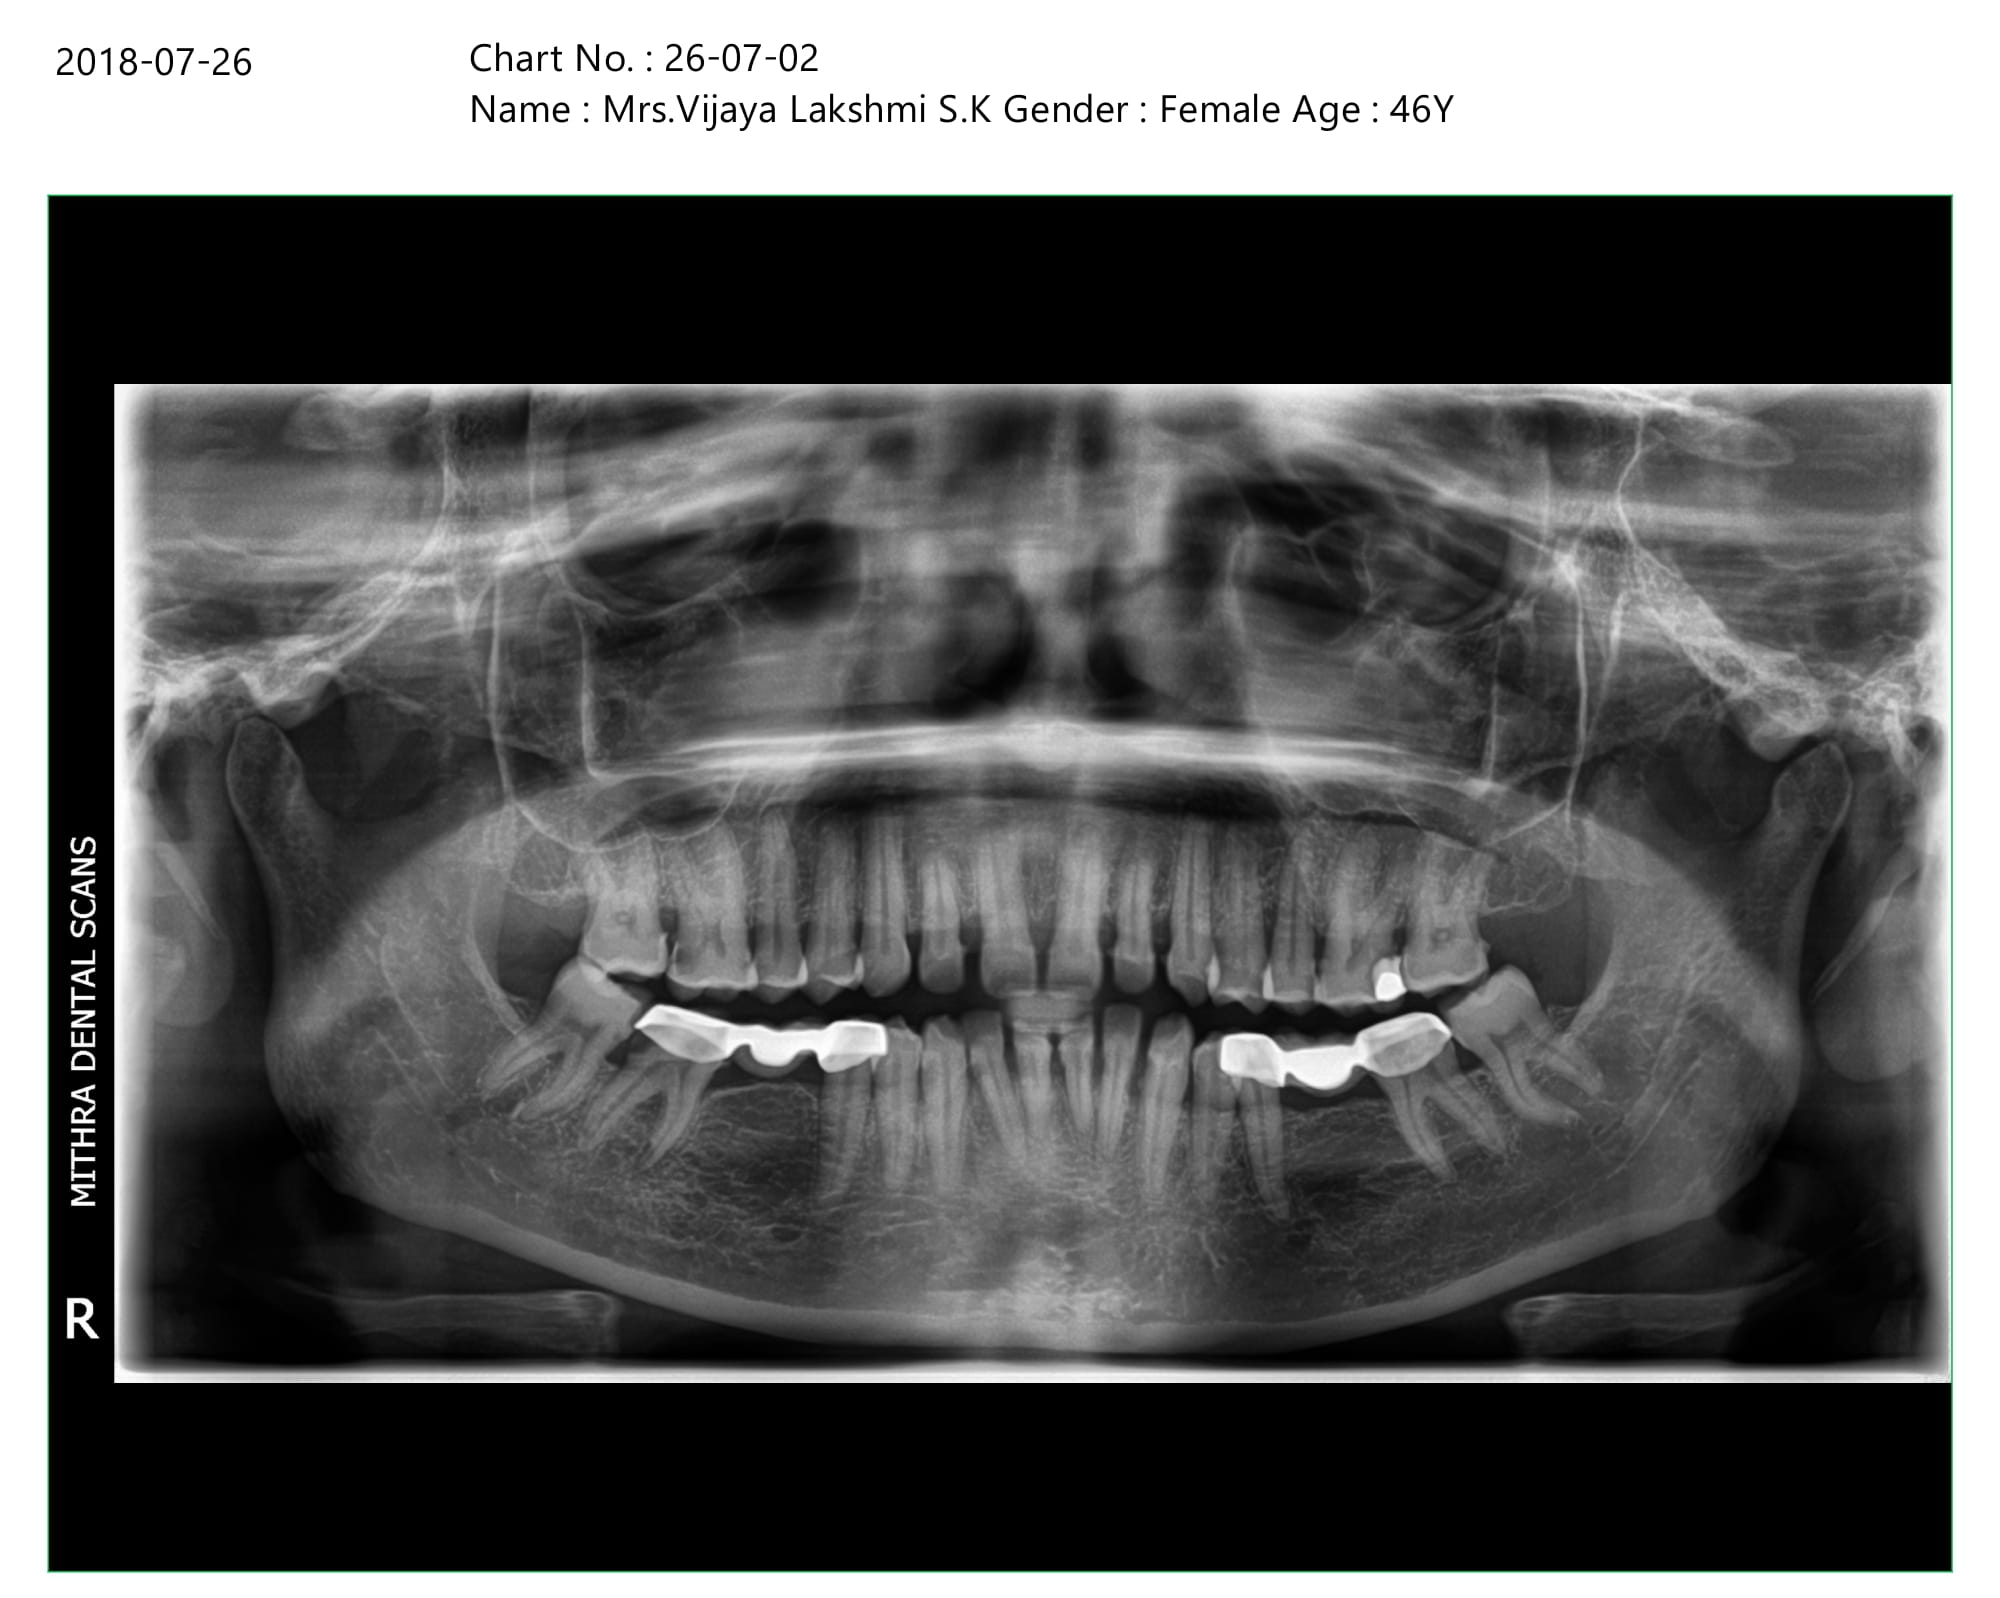 2018-07-26
Chart No. : 26-07-02
Name : Mrs.Vijaya Lakshmi S.K Gender : Female Age : 46Y
MITHRA DENTAL SCANS
R